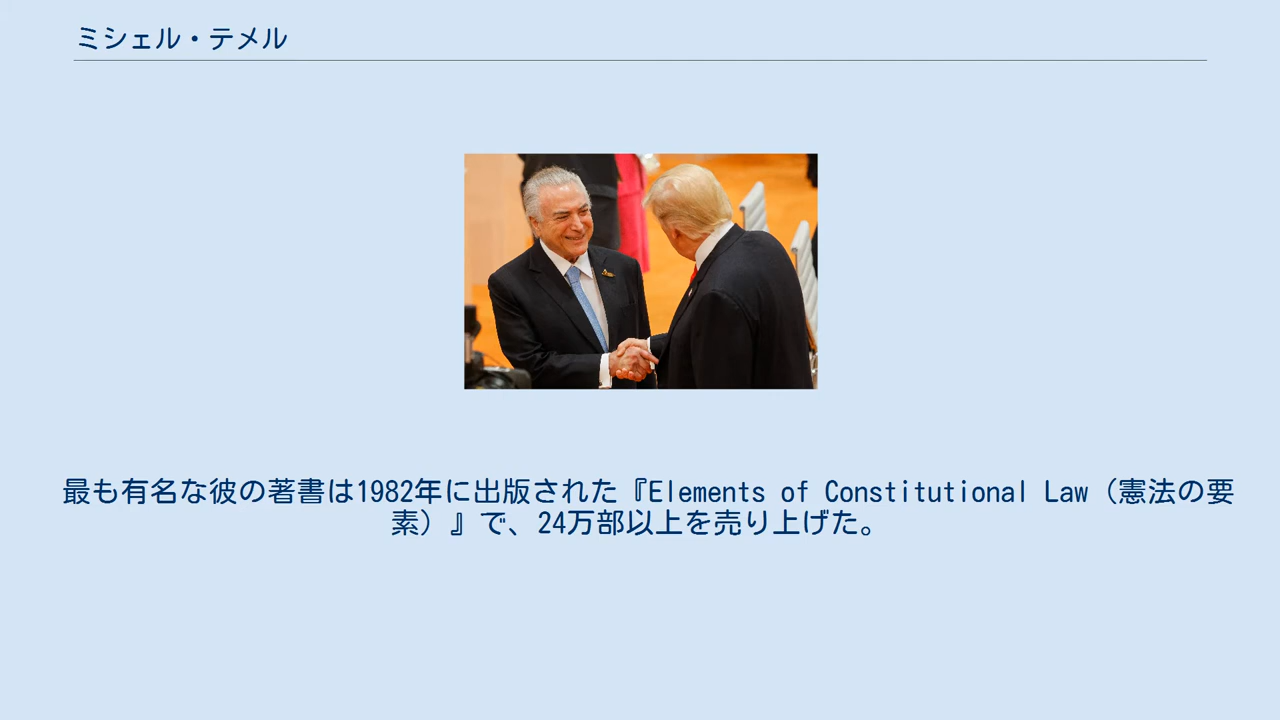 ミシェル・テメル
最も有名な彼の著書は1982年に出版された『Elements of Constitutional Law（憲法の要
素）』で、24万部以上を売り上げた。